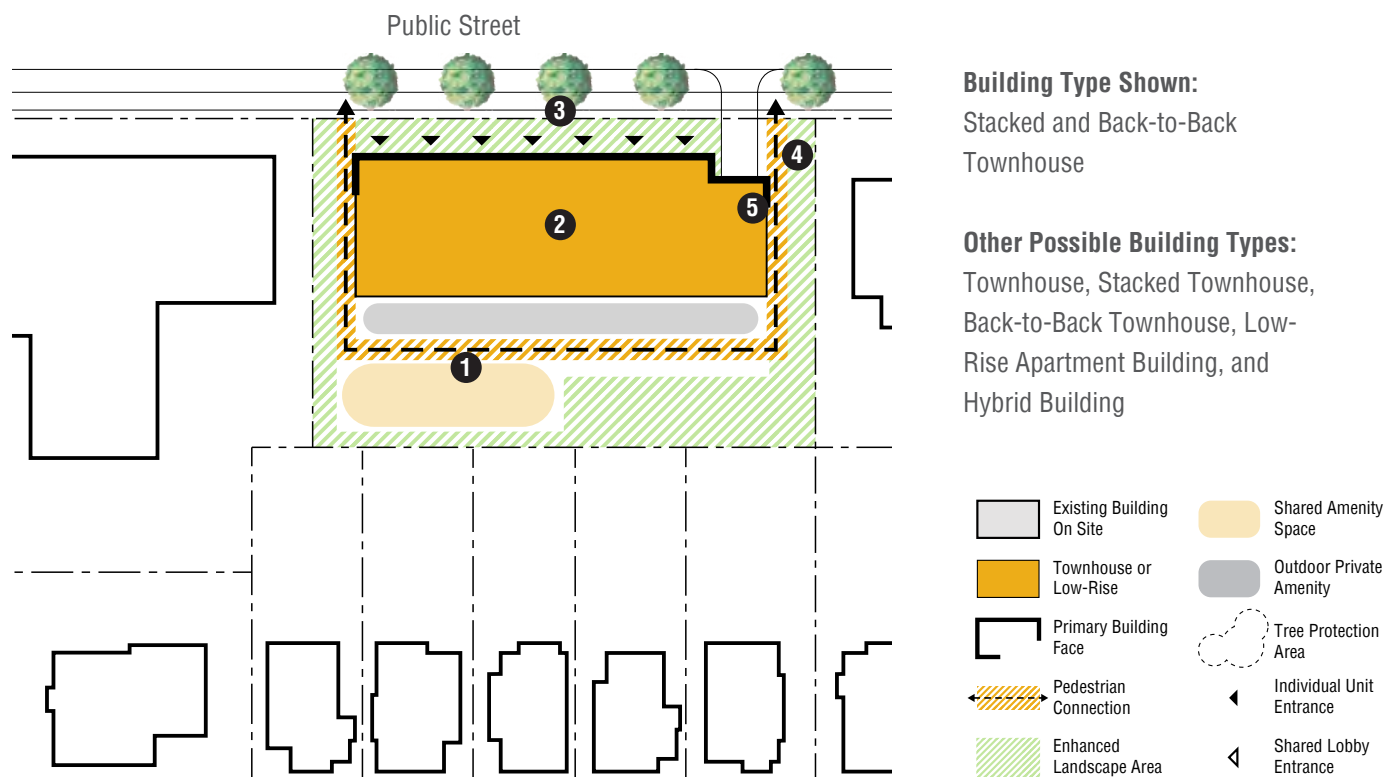 Public Street
3
4
5
2
1
Building Type Shown:
Stacked and Back-to-Back
Townhouse
Other Possible Building Types:
Townhouse, Stacked Townhouse,
Back-to-Back Townhouse, Low-
Rise Apartment Building, and
Hybrid Building
Existing Building
On Site
Townhouse or
Low-Rise
Primary Building
Face
Pedestrian
Connection
Enhanced
Landscape Area
Shared Amenity
Space
Outdoor Private
Amenity
Tree Protection
Area
Individual Unit
Entrance
Shared Lobby
Entrance